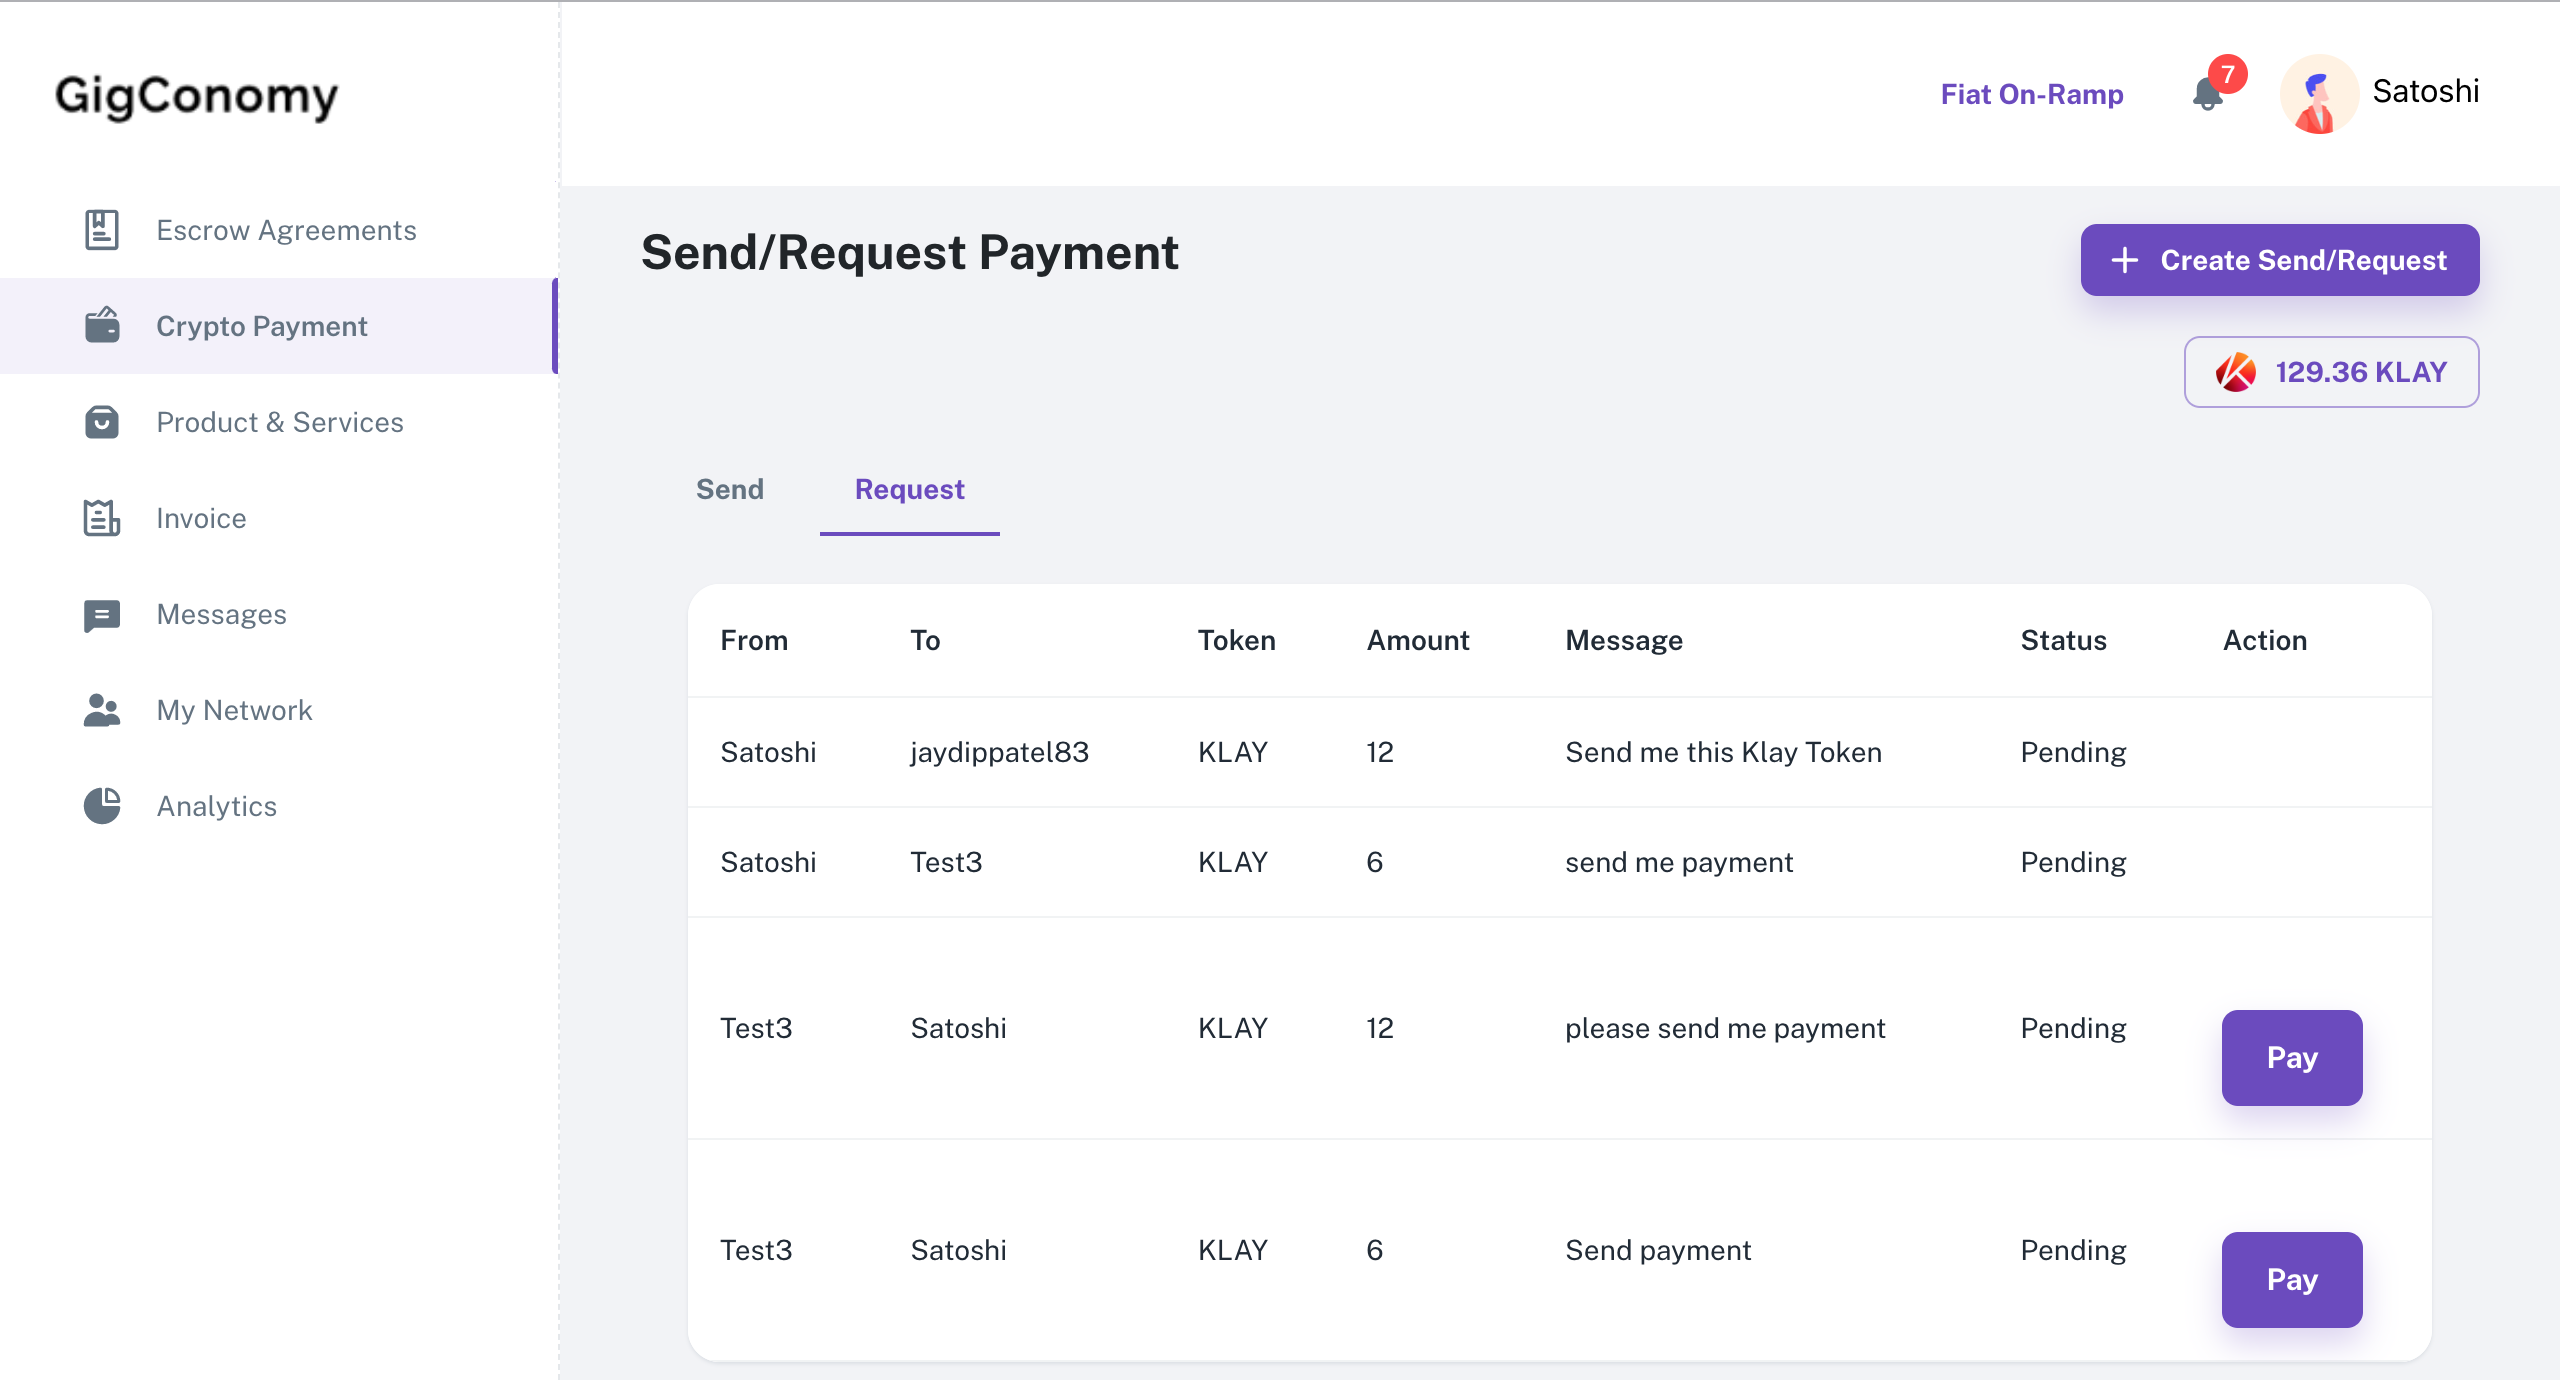 GigConomy
Fiat On-Ramp
7
Satoshi
Escrow Agreements
Crypto Payment
Product & Services
Invoice
Messages
My Network
Analytics
Send/Request Payment
Create Send/Request
129.36 KLAY
Send Request
From To Token Amount Message Status Action
Satoshi jaydippatel83 KLAY 12 Send me this Klay Token Pending
Satoshi Test3 KLAY 6 send me payment Pending
Test3 Satoshi KLAY 12 please send me payment Pending Pay
Test3 Satoshi KLAY 6 Send payment Pending Pay